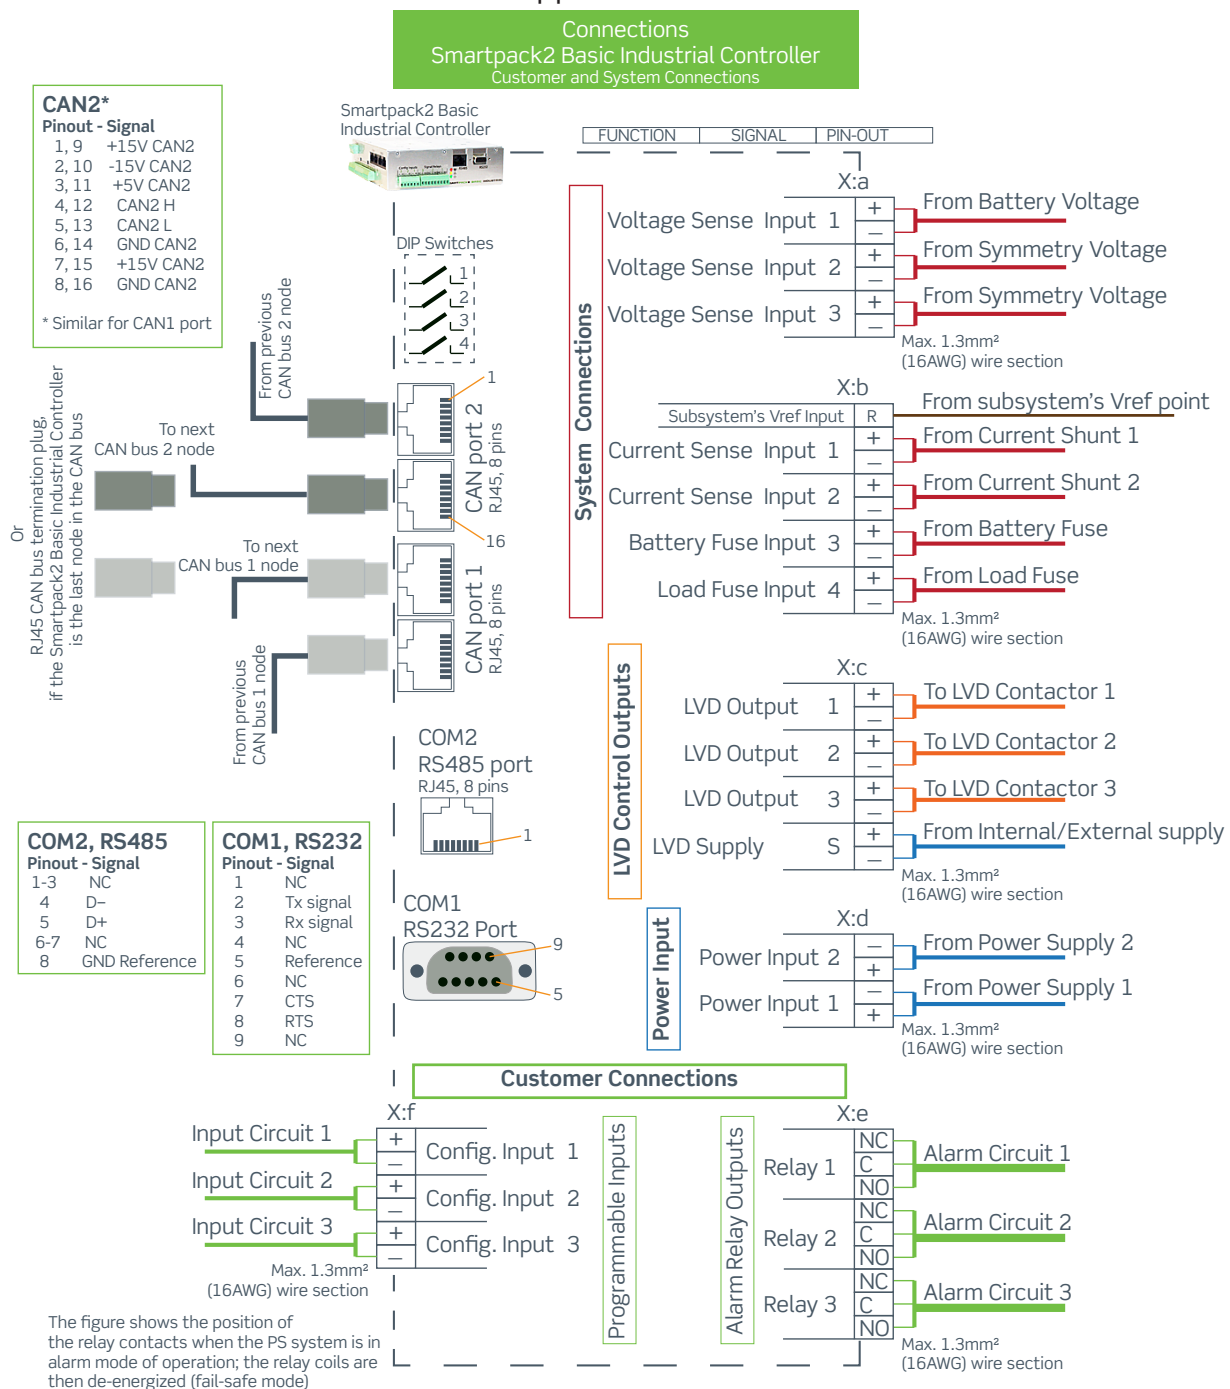 Connections
Smartpack2 Basic Industrial Controller
Customer and System Connections
CAN2*
Pinout - Signal
1, 9 +15V CAN2
2, 10 -15V CAN2
3, 11 +5V CAN2
4, 12 CAN2 H
5, 13 CAN2 L
6, 14 GND CAN2
7, 15 +15V CAN2
8, 16 GND CAN2
* Similar for CAN1 port
Smartpack2 Basic
Industrial Controller
FUNCTION SIGNAL PIN-OUT
DIP Switches
1
2
3
4
From previous
CAN bus 2 node
1
CAN port 2
RJ45, 8 pins
16
To next
CAN bus 2 node
Or
RJ45 CAN bus termination plug,
if the Smartpack2 Basic Industrial Controller
is the last node in the CAN bus
To next
CAN bus 1 node
CAN port 1
RJ45, 8 pins
From previous
CAN bus 1 node
COM2
RS485 port
RJ45, 8 pins
1
COM2, RS485
Pinout - Signal
1-3 NC
4 D–
5 D+
6-7 NC
8 GND Reference
COM1, RS232
Pinout - Signal
1 NC
2 Tx signal
3 Rx signal
4 NC
5 Reference
6 NC
7 CTS
8 RTS
9 NC
COM1
RS232 Port
9
5
System Connections
X:a
Voltage Sense Input 1 + – From Battery Voltage
Voltage Sense Input 2 + – From Symmetry Voltage
Voltage Sense Input 3 + – From Symmetry Voltage
Max. 1.3mm²
(16AWG) wire section
X:b
Subsystem's Vref Input R From subsystem's Vref point
Current Sense Input 1 + – From Current Shunt 1
Current Sense Input 2 + – From Current Shunt 2
Battery Fuse Input 3 + – From Battery Fuse
Load Fuse Input 4 + – From Load Fuse
Max. 1.3mm²
(16AWG) wire section
LVD Control Outputs
X:c
LVD Output 1 + – To LVD Contactor 1
LVD Output 2 + – To LVD Contactor 2
LVD Output 3 + – To LVD Contactor 3
LVD Supply S + – From Internal/External supply
Max. 1.3mm²
(16AWG) wire section
Power Input
X:d
Power Input 2 – + From Power Supply 2
Power Input 1 – + From Power Supply 1
Max. 1.3mm²
(16AWG) wire section
Customer Connections
X:f
Input Circuit 1 + – Config. Input 1
Input Circuit 2 + – Config. Input 2
Input Circuit 3 + – Config. Input 3
Max. 1.3mm²
(16AWG) wire section
Programmable Inputs
Alarm Relay Outputs
X:e
Relay 1 NC C NO Alarm Circuit 1
Relay 2 NC C NO Alarm Circuit 2
Relay 3 NC C NO Alarm Circuit 3
Max. 1.3mm²
(16AWG) wire section
The figure shows the position of
the relay contacts when the PS system is in
alarm mode of operation; the relay coils are
then de-energized (fail-safe mode)